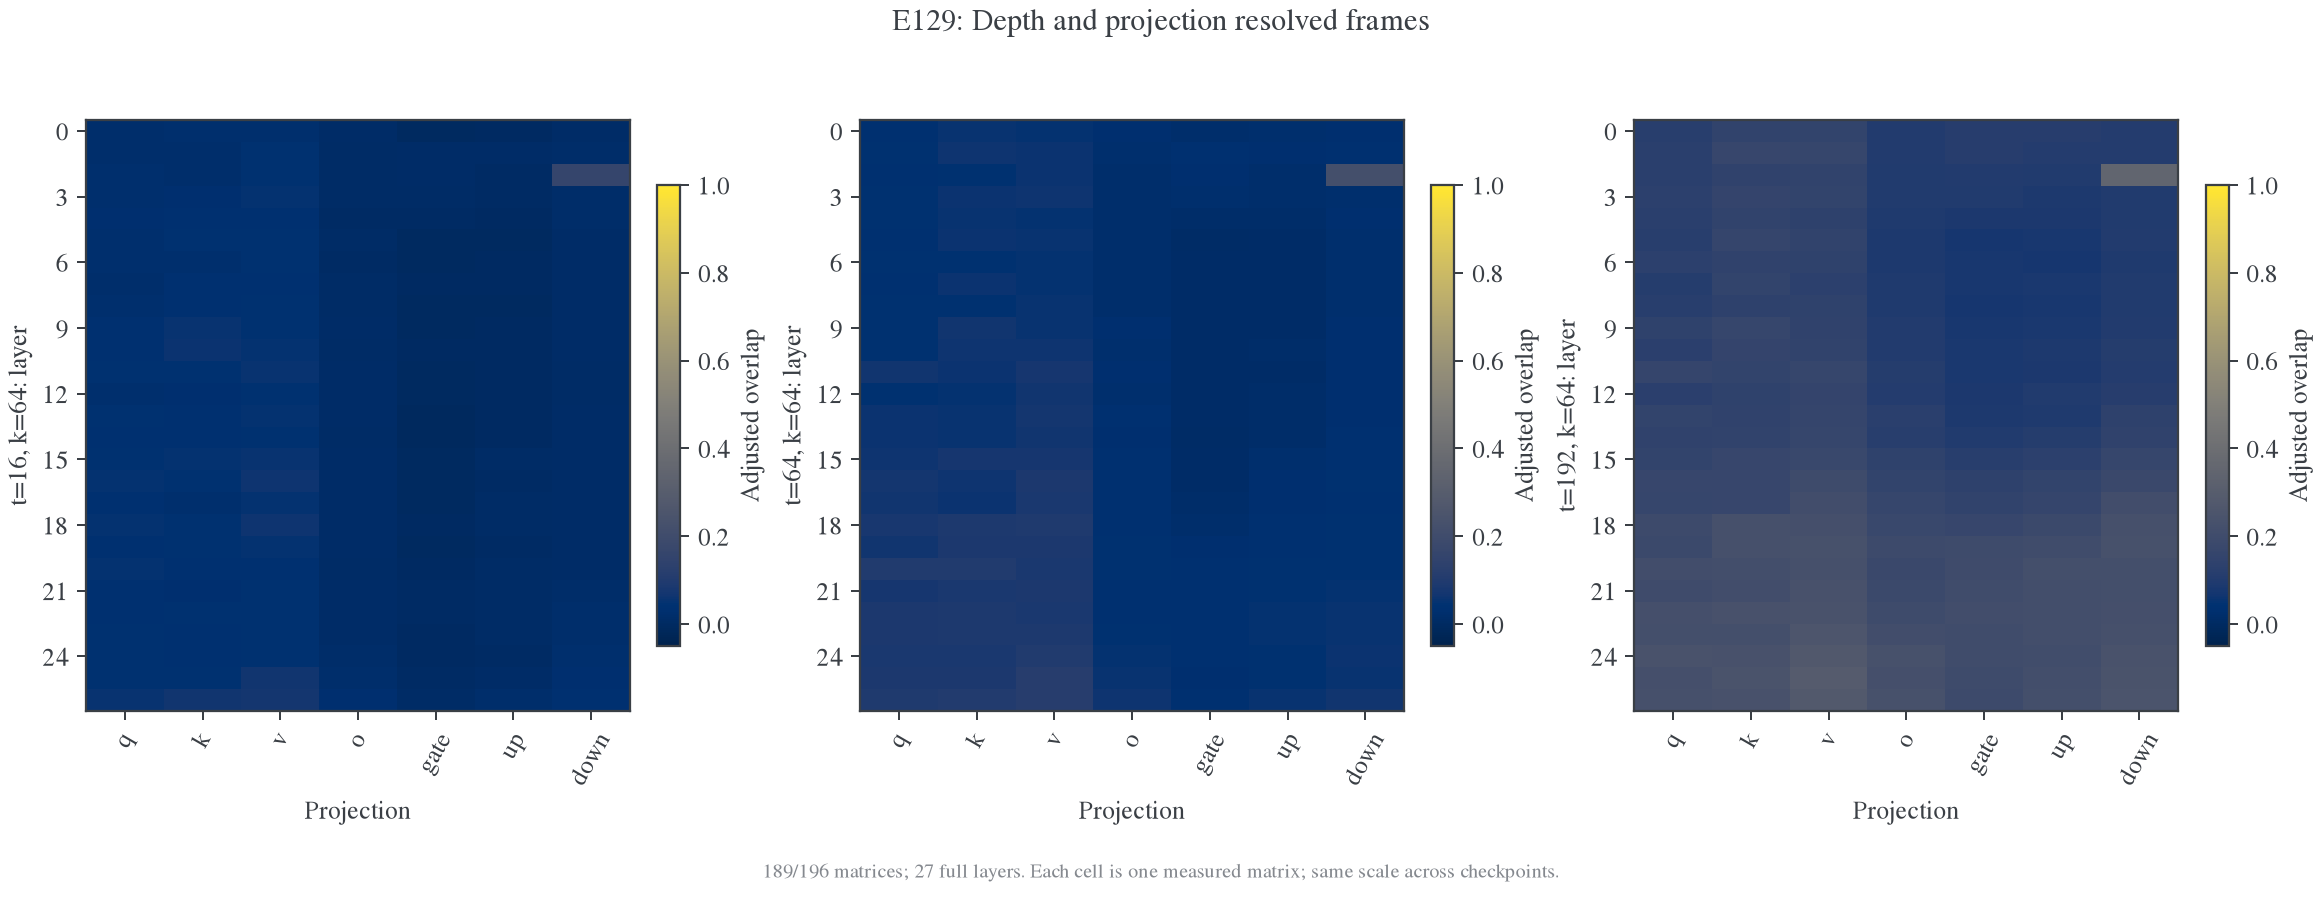 E129: Depth and projection resolved frames
t=16, k=64: layer
0
3
6
9
12
15
18
21
24
q
k
v
o
gate
up
down
Projection
1.0
0.8
0.6
0.4
0.2
0.0
Adjusted overlap
t=64, k=64: layer
0
3
6
9
12
15
18
21
24
q
k
v
o
gate
up
down
Projection
1.0
0.8
0.6
0.4
0.2
0.0
Adjusted overlap
t=192, k=64: layer
0
3
6
9
12
15
18
21
24
q
k
v
o
gate
up
down
Projection
1.0
0.8
0.6
0.4
0.2
0.0
Adjusted overlap
189/196 matrices; 27 full layers. Each cell is one measured matrix; same scale across checkpoints.